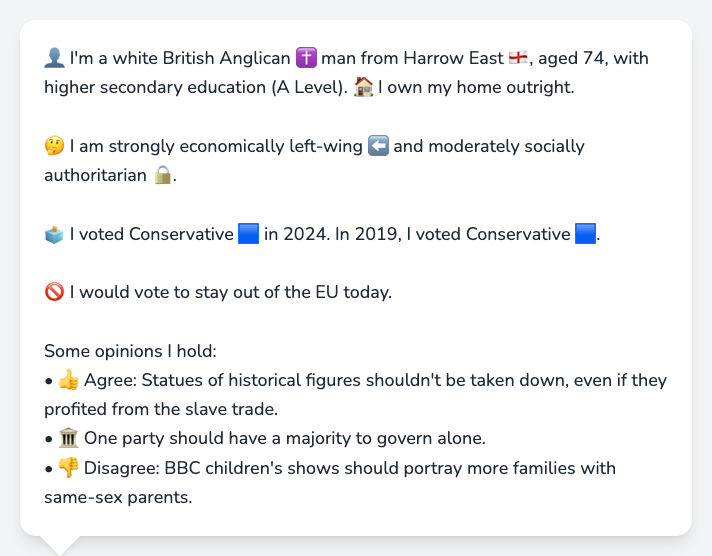 👤 I'm a white British Anglican ✝️ man from Harrow East 🏴󠁧󠁢󠁥󠁮󠁧󠁿, aged 74, with
higher secondary education (A Level). 🏠 I own my home outright.
🤔 I am strongly economically left-wing ⬅️ and moderately socially
authoritarian 🔒.
🗳️ I voted Conservative 🟦 in 2024. In 2019, I voted Conservative 🟦.
🚫 I would vote to stay out of the EU today.
Some opinions I hold:
• 👍 Agree: Statues of historical figures shouldn't be taken down, even if they
profited from the slave trade.
• 🏛️ One party should have a majority to govern alone.
• 👎 Disagree: BBC children's shows should portray more families with
same-sex parents.